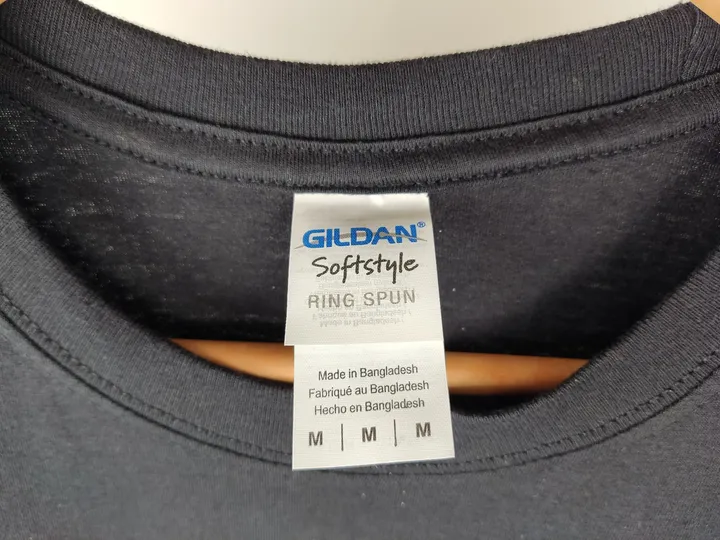 GILDAN®
Softstyle
RING SPUN
Made in Bangladesh
Fabriqué au Bangladesh
Hecho en Bangladesh
M | M | M